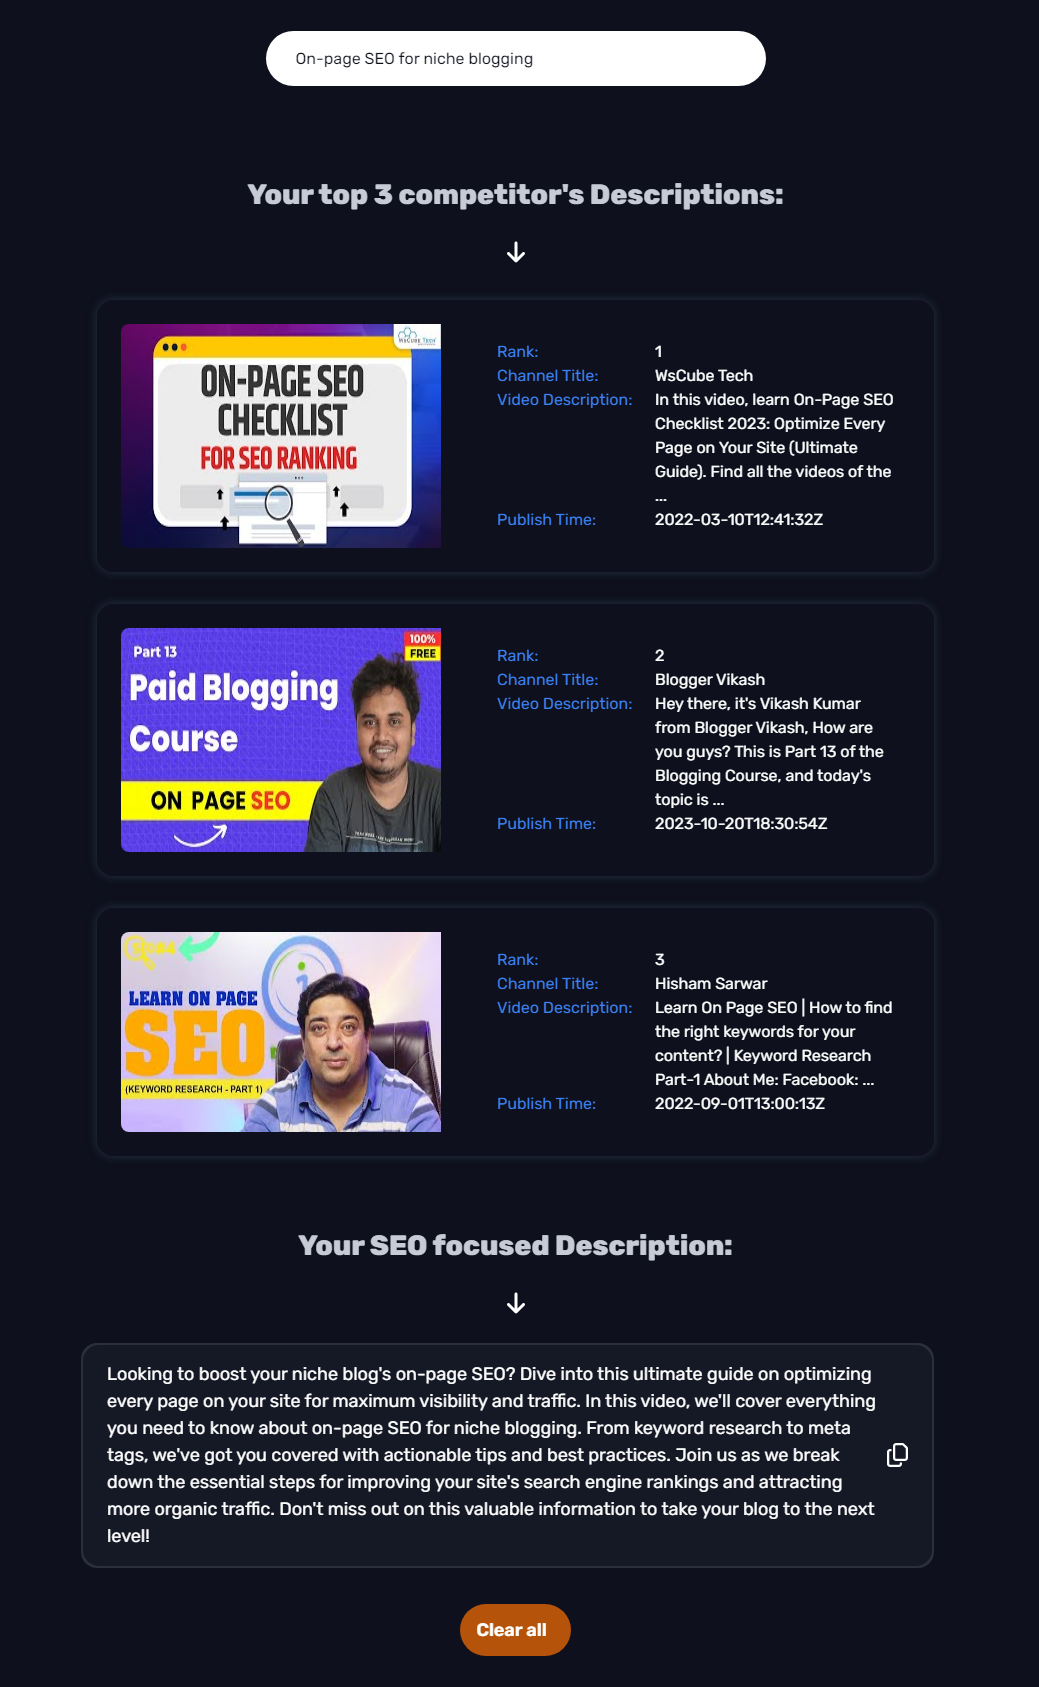 On-page SEO for niche blogging
Your top 3 competitor's Descriptions:
WsCube Tech
ON-PAGE SEO
CHECKLIST
FOR SEO RANKING
Rank: 1
Channel Title: WsCube Tech
Video Description: In this video, learn On-Page SEO
Checklist 2023: Optimize Every
Page on Your Site (Ultimate
Guide). Find all the videos of the
...
Publish Time: 2022-03-10T12:41:32Z
Part 13
100%
FREE
Paid Blogging
Course
ON PAGE SEO
Rank: 2
Channel Title: Blogger Vikash
Video Description: Hey there, it's Vikash Kumar
from Blogger Vikash, How are
you guys? This is Part 13 of the
Blogging Course, and today's
topic is ...
Publish Time: 2023-10-20T18:30:54Z
LEARN ON PAGE
SEO
(KEYWORD RESEARCH - PART 1)
Rank: 3
Channel Title: Hisham Sarwar
Video Description: Learn On Page SEO | How to find
the right keywords for your
content? | Keyword Research
Part-1 About Me: Facebook: ...
Publish Time: 2022-09-01T13:00:13Z
Your SEO focused Description:
Looking to boost your niche blog's on-page SEO? Dive into this ultimate guide on optimizing
every page on your site for maximum visibility and traffic. In this video, we'll cover everything
you need to know about on-page SEO for niche blogging. From keyword research to meta
tags, we've got you covered with actionable tips and best practices. Join us as we break
down the essential steps for improving your site's search engine rankings and attracting
more organic traffic. Don't miss out on this valuable information to take your blog to the next
level!
Clear all